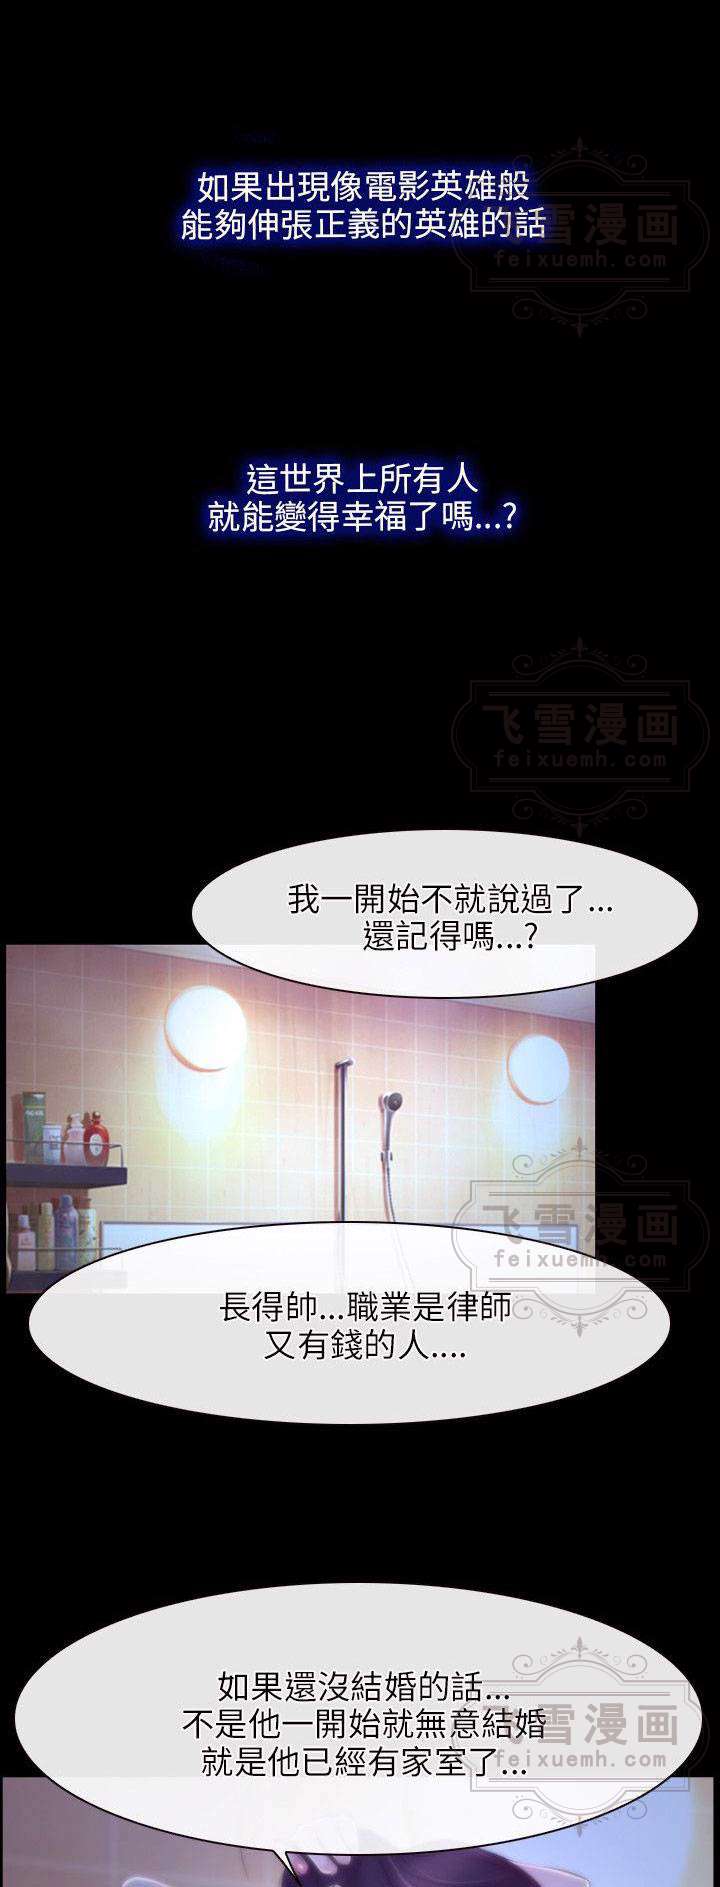 如果出現像電影英雄般
能夠伸張正義的英雄的話
飞雪漫画
feixuemh.com
這世界上所有人
就能變得幸福了嗎...?
飞雪漫画
feixuemh.com
我一開始不就說過了...
還記得嗎...?
飞雪漫画
feixuemh.com
長得帥...職業是律師
又有錢的人....
如果還沒結婚的話...
不是他一開始就無意結婚
就是他已經有家室了...
飞雪漫画
feixuemh.com